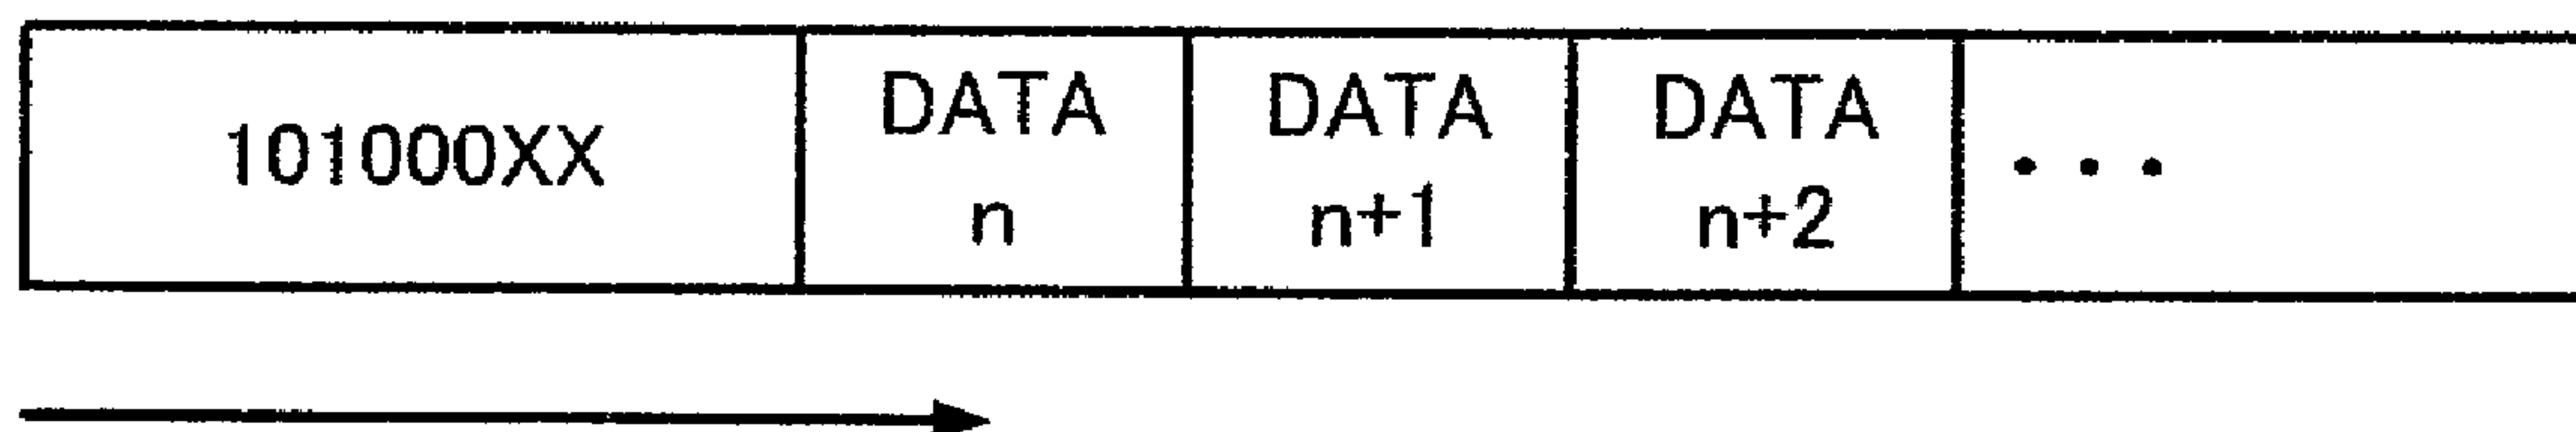 101000XX
DATA
n
DATA
n+1
DATA
n+2
• • •